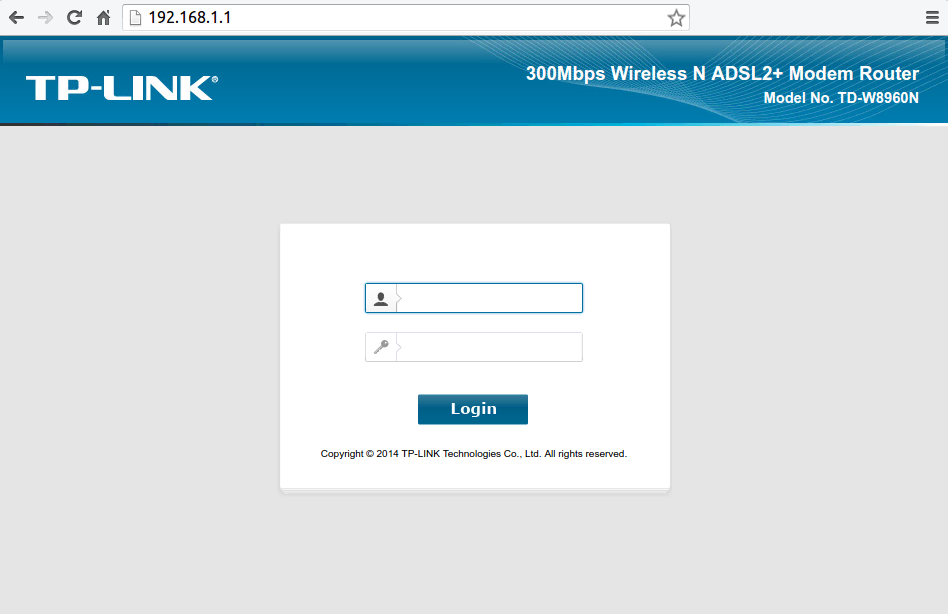 192.168.1.1
TP-LINK®
300Mbps Wireless N ADSL2+ Modem Router
Model No. TD-W8960N
Login
Copyright © 2014 TP-LINK Technologies Co., Ltd. All rights reserved.